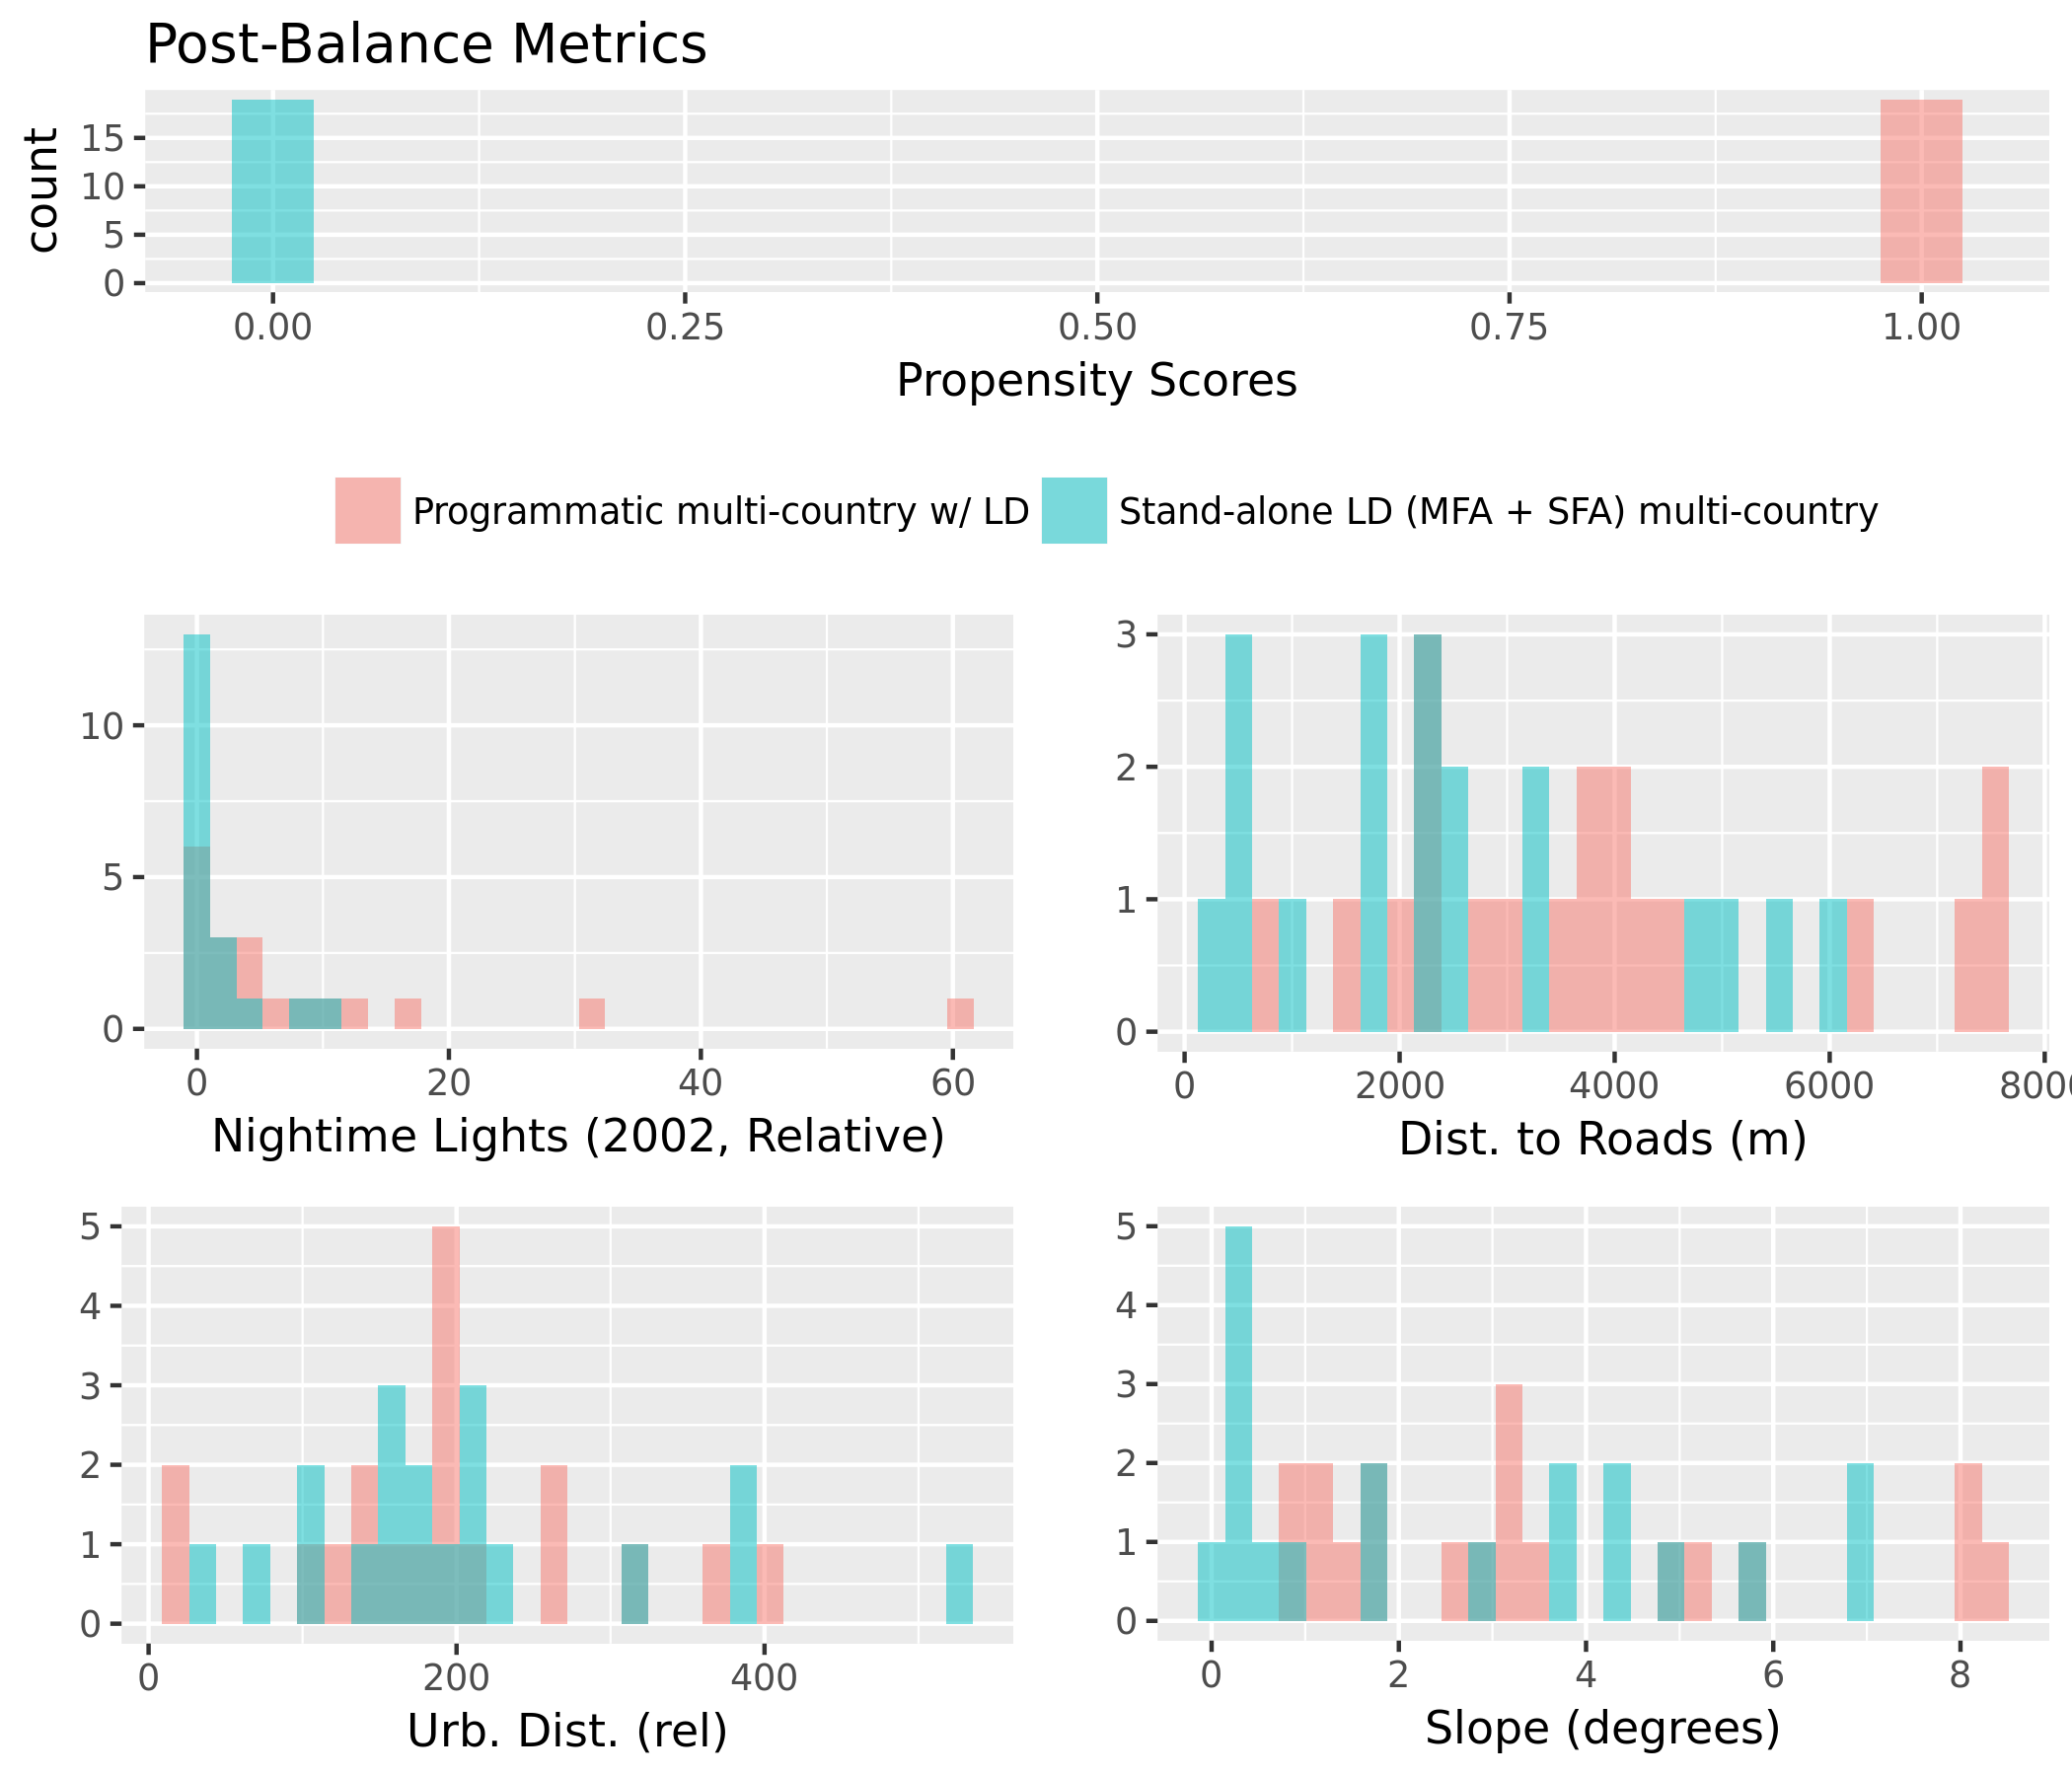 Post-Balance Metrics
count
15
10
5
0
0.00 0.25 0.50 0.75 1.00
Propensity Scores
Programmatic multi-country w/ LD Stand-alone LD (MFA + SFA) multi-country
10
5
0
0 20 40 60
Nightime Lights (2002, Relative)
3
2
1
0
0 2000 4000 6000 800
Dist. to Roads (m)
5
4
3
2
1
0
0 200 400
Urb. Dist. (rel)
5
4
3
2
1
0
0 2 4 6 8
Slope (degrees)